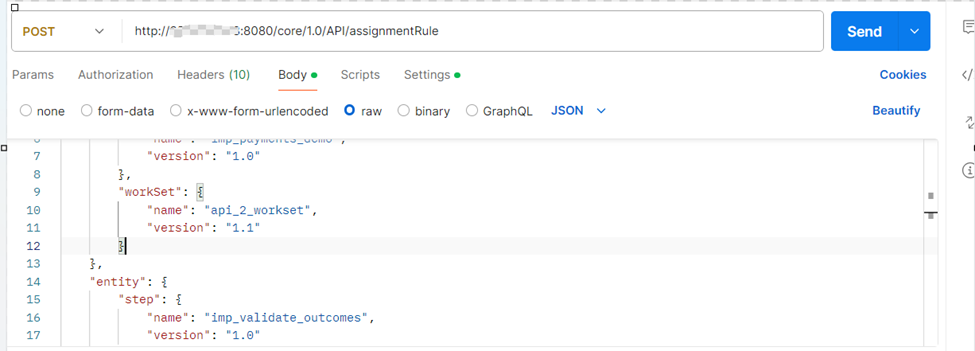 POST http:// :8080/core/1.0/API/assignmentRule Send
Params Authorization Headers (10) Body Scripts Settings Cookies
none form-data x-www-form-urlencoded raw binary GraphQL JSON Beautify
6 "name": "imp_payments_demo",
7 "version": "1.0"
8 },
9 "workSet": {
10 "name": "api_2_workset",
11 "version": "1.1"
12 }
13 },
14 "entity": {
15 "step": {
16 "name": "imp_validate_outcomes",
17 "version": "1.0"